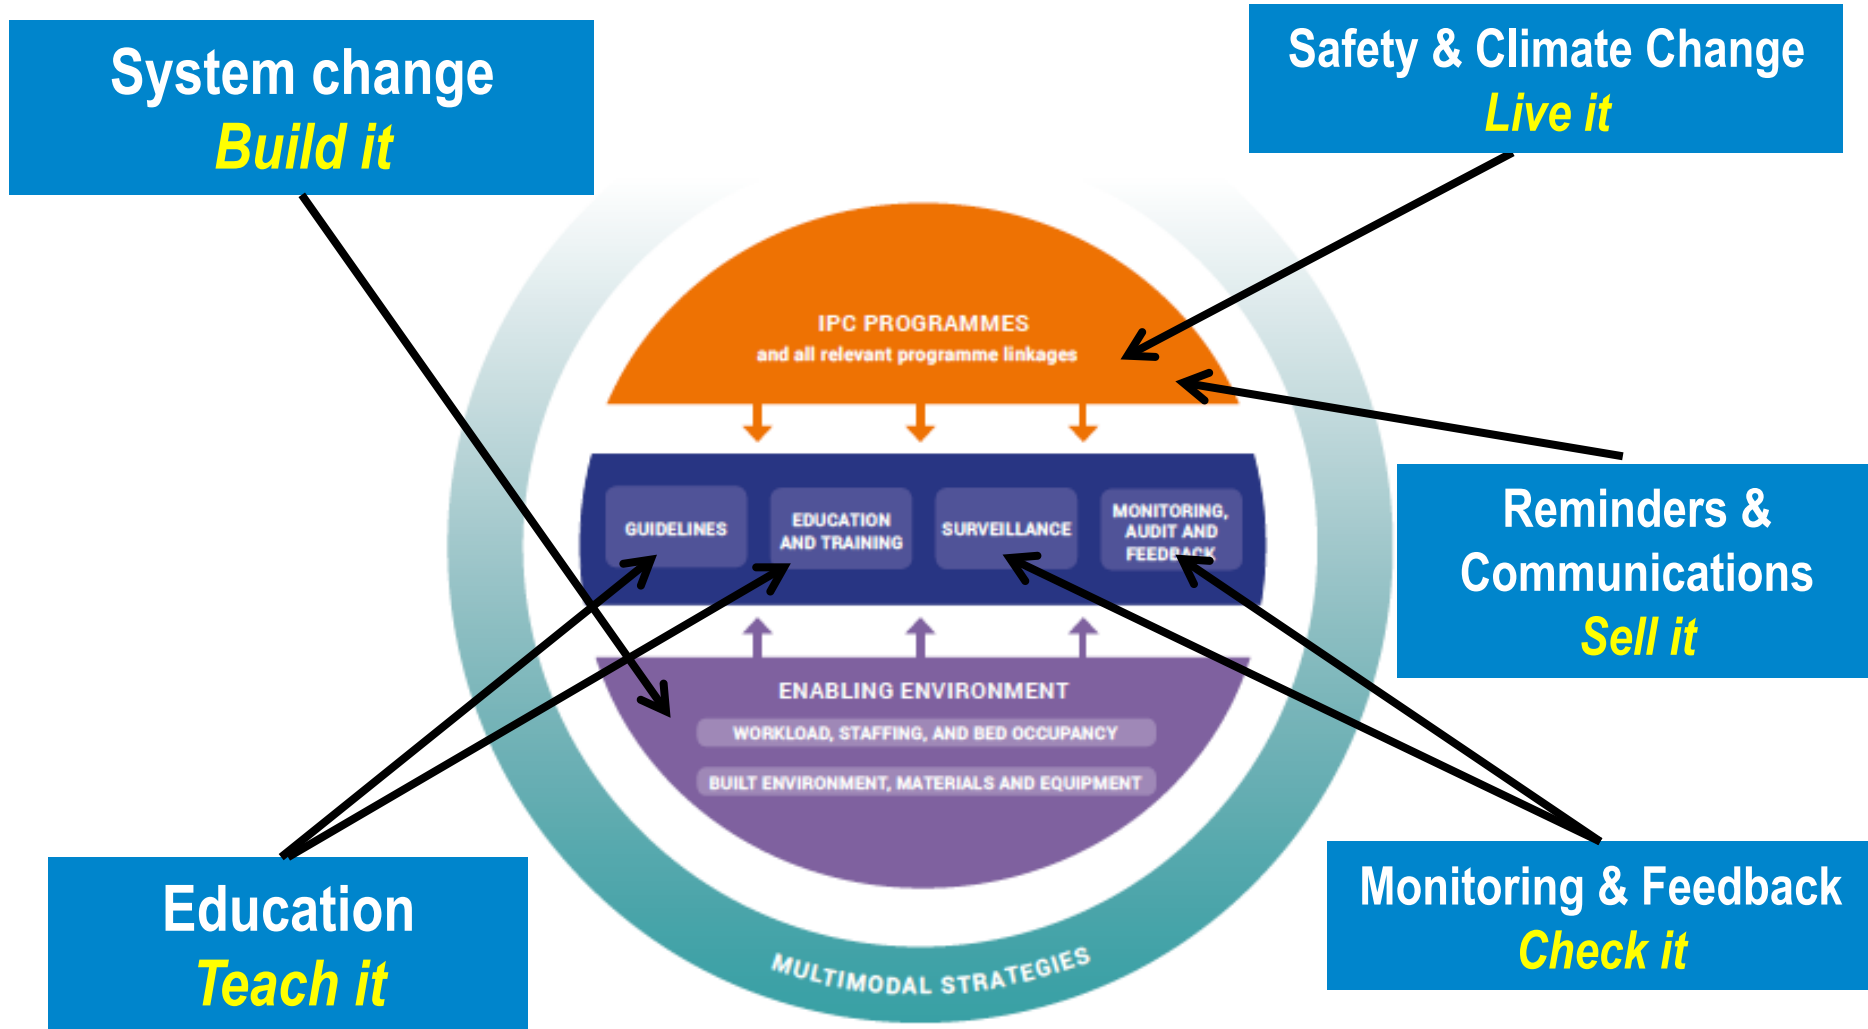 System change
Build it
Safety & Climate Change
Live it
IPC PROGRAMMES
and all relevant programme linkages
GUIDELINES
EDUCATION
AND TRAINING
SURVEILLANCE
MONITORING,
AUDIT AND
FEEDBACK
Reminders &
Communications
Sell it
ENABLING ENVIRONMENT
WORKLOAD, STAFFING, AND BED OCCUPANCY
BUILT ENVIRONMENT, MATERIALS AND EQUIPMENT
Education
Teach it
Monitoring & Feedback
Check it
MULTIMODAL STRATEGIES